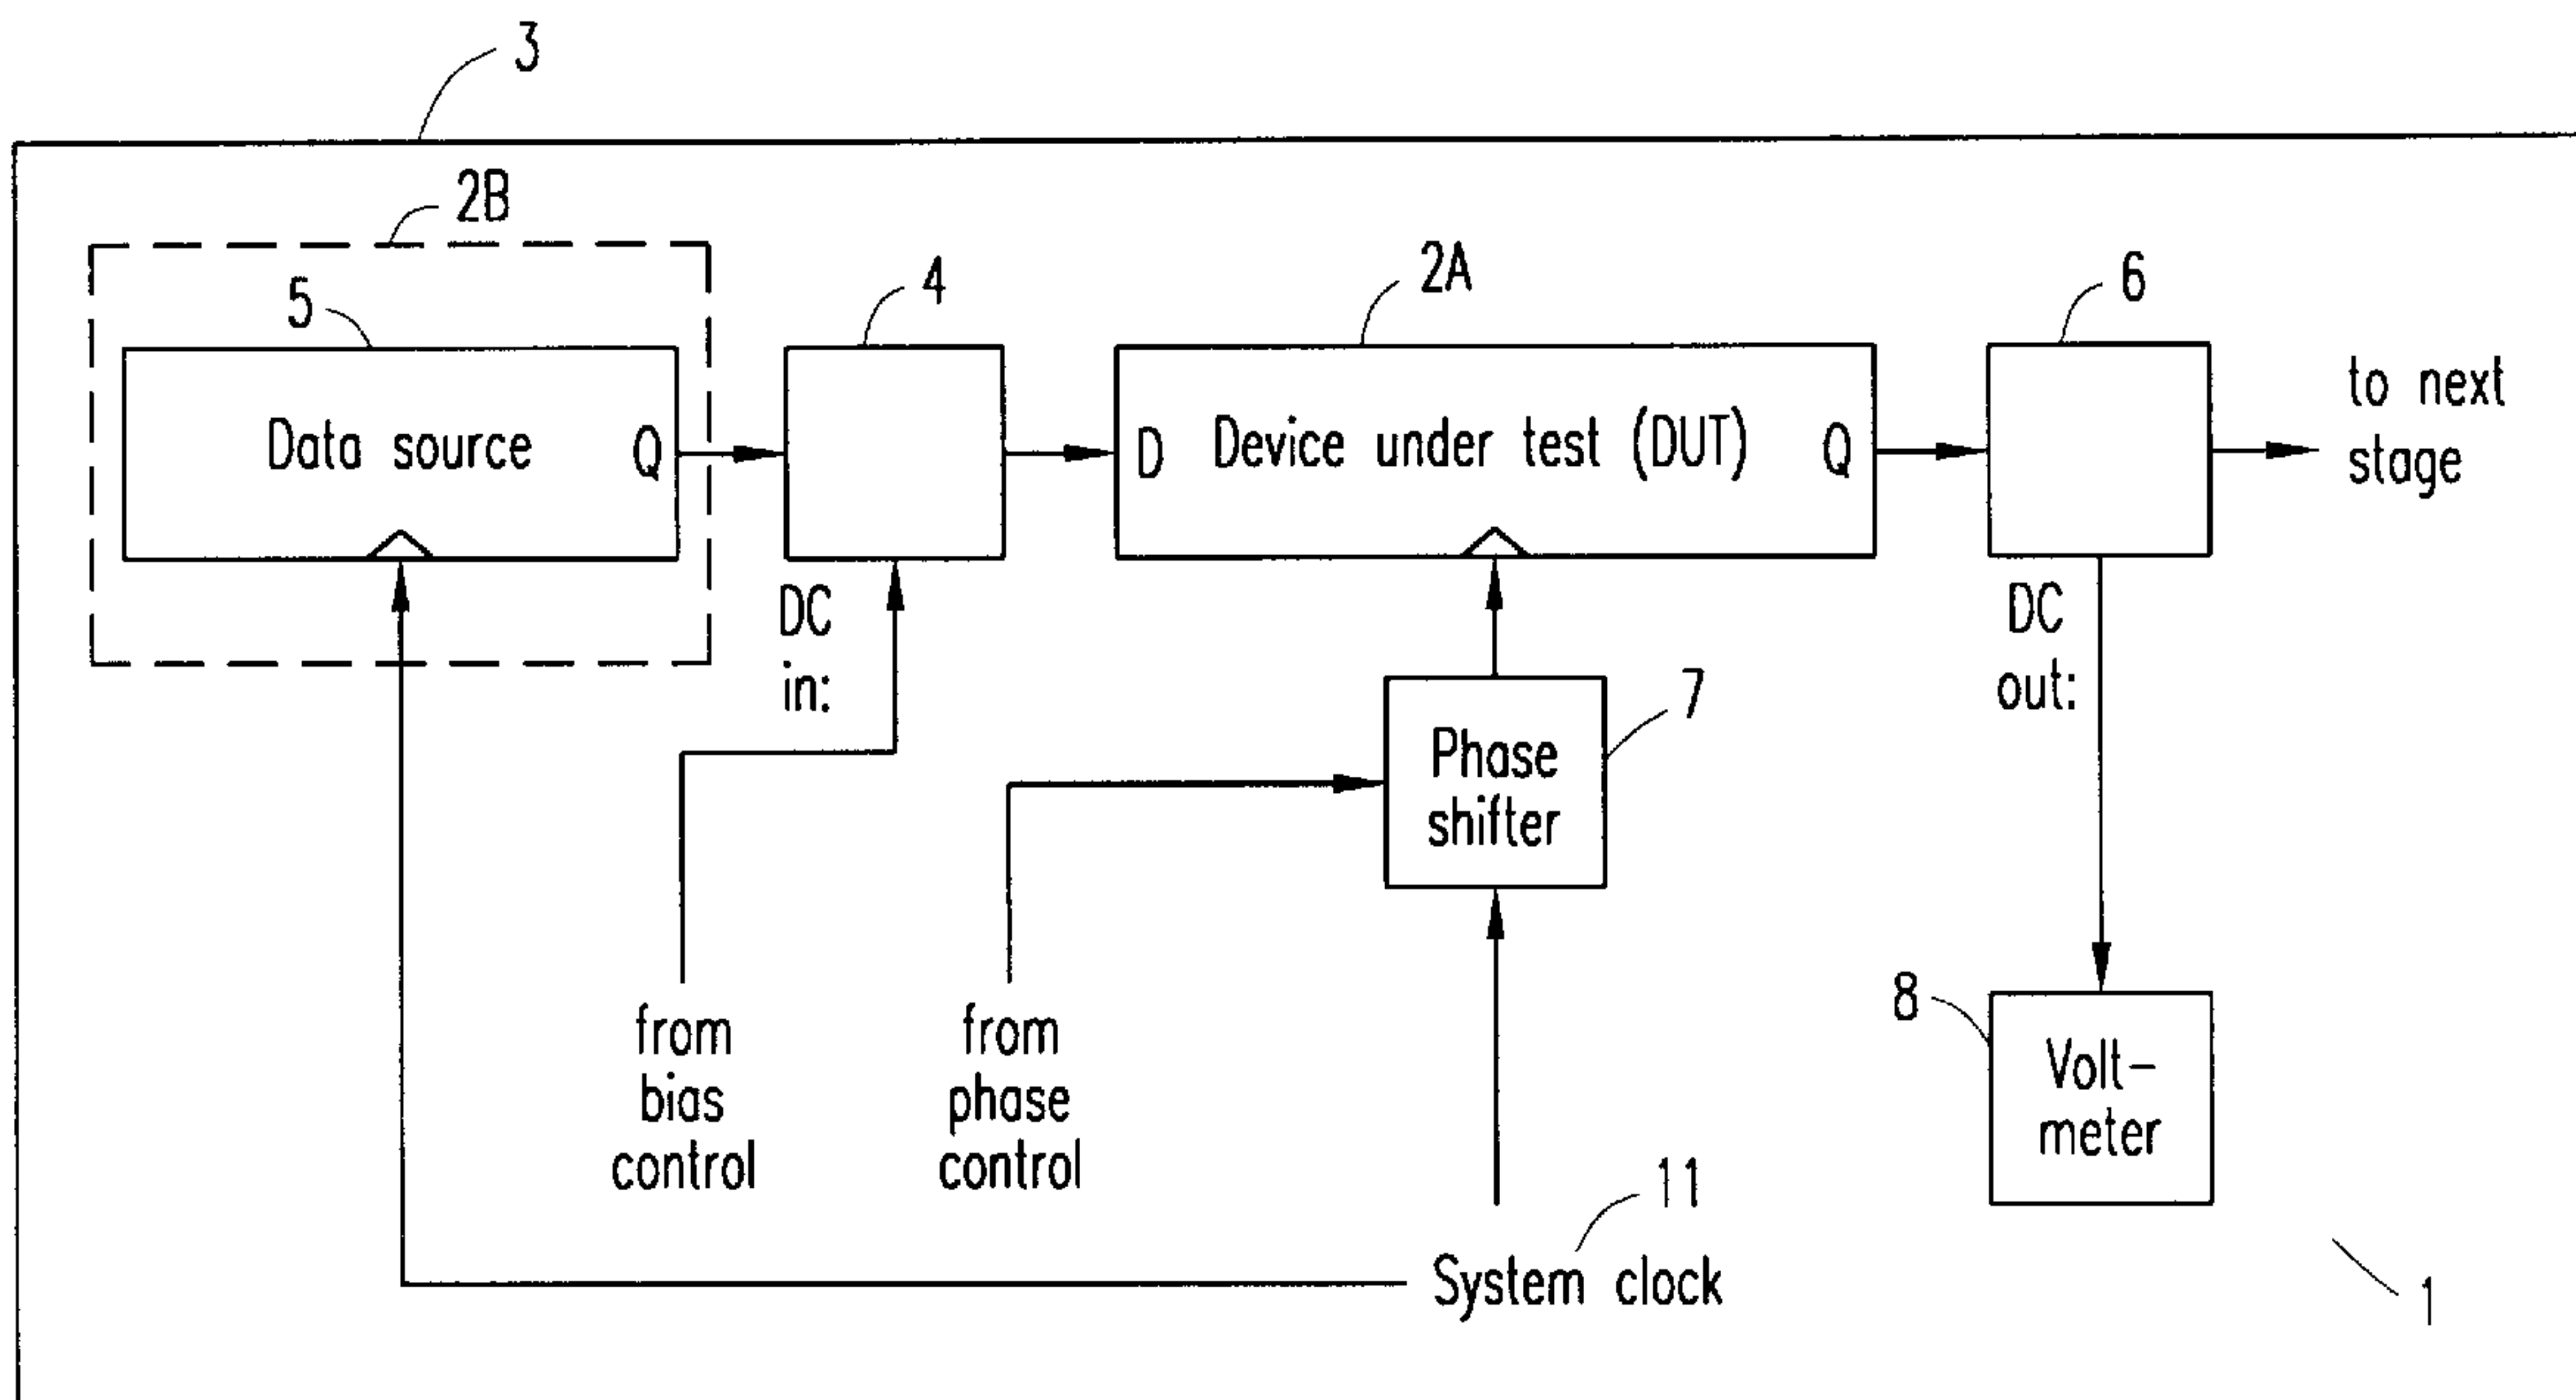 3
2B
5
4
2A
6
Data source
Q
D
Device under test (DUT)
Q
to next
stage
DC
in:
DC
out:
7
Phase
shifter
from
bias
control
from
phase
control
8
Volt-
meter
11
System clock
1